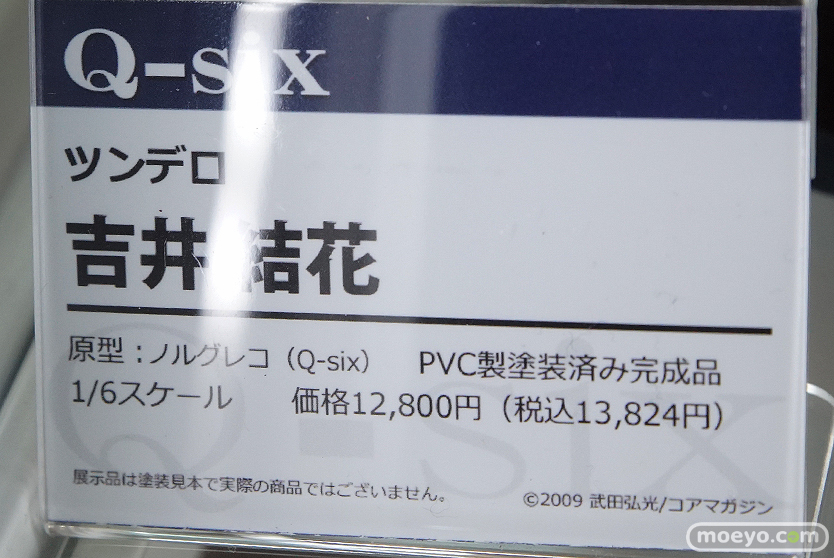 Q-six
ツンデロ
吉井 結花
原型：ノルグレコ（Q-six）　PVC製塗装済み完成品
1/6スケール　　価格12,800円（税込13,824円）
展示品は塗装見本で実際の商品ではございません。
©2009 武田弘光/コアマガジン
moeyo.com